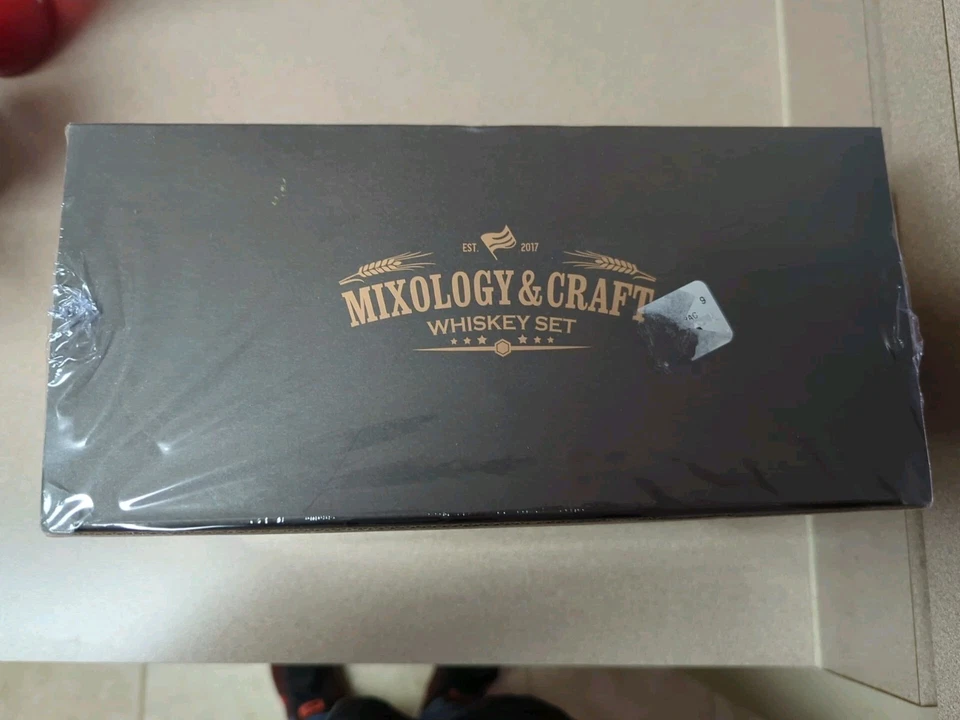 EST. 2017
MIXOLOGY & CRAFT
WHISKEY SET